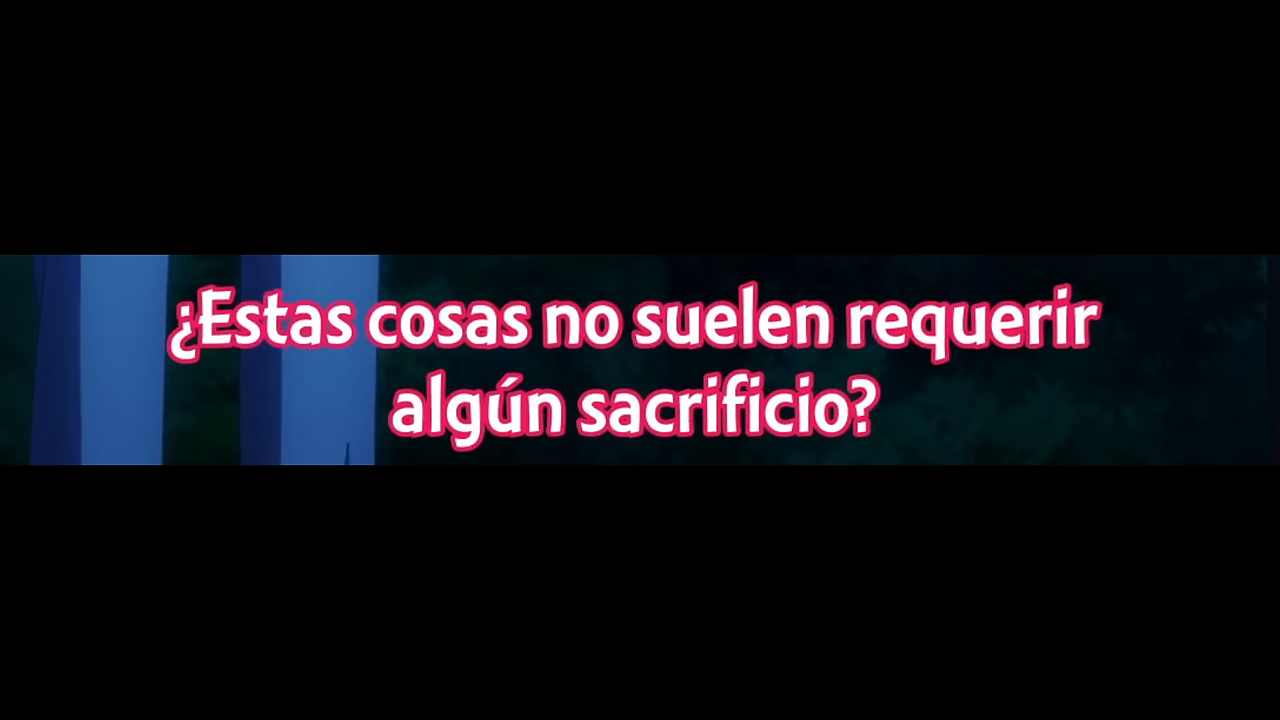 ¿Estas cosas no suelen requerir
algún sacrificio?